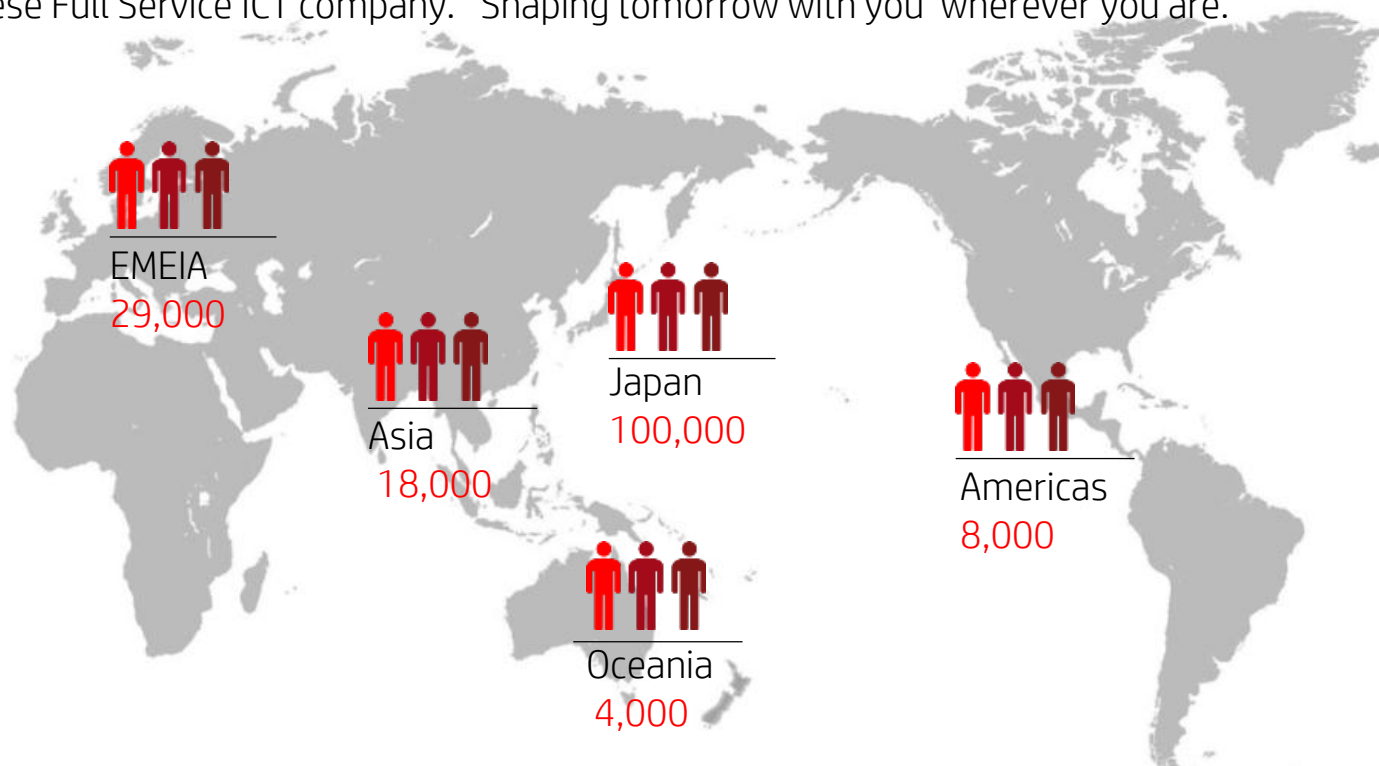 ese Full Service ICT company. "Shaping tomorrow with you" wherever you are.
EMEIA
29,000
Asia
18,000
Japan
100,000
Americas
8,000
Oceania
4,000